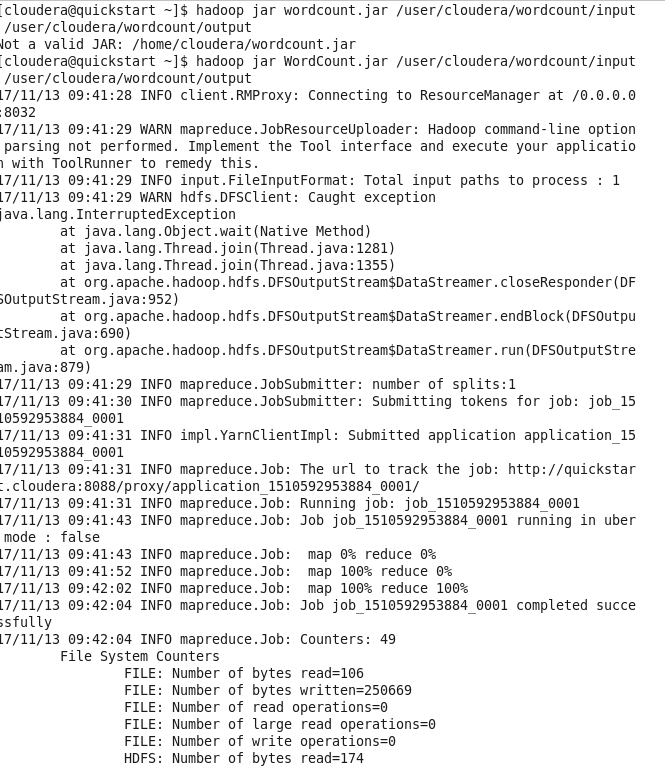 [cloudera@quickstart ~]$ hadoop jar wordcount.jar /user/cloudera/wordcount/input
 /user/cloudera/wordcount/output
Not a valid JAR: /home/cloudera/wordcount.jar
[cloudera@quickstart ~]$ hadoop jar WordCount.jar /user/cloudera/wordcount/input
 /user/cloudera/wordcount/output
17/11/13 09:41:28 INFO client.RMProxy: Connecting to ResourceManager at /0.0.0.0
:8032
17/11/13 09:41:29 WARN mapreduce.JobResourceUploader: Hadoop command-line option
 parsing not performed. Implement the Tool interface and execute your applicatio
n with ToolRunner to remedy this.
17/11/13 09:41:29 INFO input.FileInputFormat: Total input paths to process : 1
17/11/13 09:41:29 WARN hdfs.DFSClient: Caught exception
java.lang.InterruptedException
        at java.lang.Object.wait(Native Method)
        at java.lang.Thread.join(Thread.java:1281)
        at java.lang.Thread.join(Thread.java:1355)
        at org.apache.hadoop.hdfs.DFSOutputStream$DataStreamer.closeResponder(DF
SOutputStream.java:952)
        at org.apache.hadoop.hdfs.DFSOutputStream$DataStreamer.endBlock(DFSOutpu
tStream.java:690)
        at org.apache.hadoop.hdfs.DFSOutputStream$DataStreamer.run(DFSOutputStre
am.java:879)
17/11/13 09:41:29 INFO mapreduce.JobSubmitter: number of splits:1
17/11/13 09:41:30 INFO mapreduce.JobSubmitter: Submitting tokens for job: job_15
10592953884_0001
17/11/13 09:41:31 INFO impl.YarnClientImpl: Submitted application application_15
10592953884_0001
17/11/13 09:41:31 INFO mapreduce.Job: The url to track the job: http://quickstar
t.cloudera:8088/proxy/application_1510592953884_0001/
17/11/13 09:41:31 INFO mapreduce.Job: Running job: job_1510592953884_0001
17/11/13 09:41:43 INFO mapreduce.Job: Job job_1510592953884_0001 running in uber
 mode : false
17/11/13 09:41:43 INFO mapreduce.Job:  map 0% reduce 0%
17/11/13 09:41:52 INFO mapreduce.Job:  map 100% reduce 0%
17/11/13 09:42:02 INFO mapreduce.Job:  map 100% reduce 100%
17/11/13 09:42:04 INFO mapreduce.Job: Job job_1510592953884_0001 completed succe
ssfully
17/11/13 09:42:04 INFO mapreduce.Job: Counters: 49
        File System Counters
                FILE: Number of bytes read=106
                FILE: Number of bytes written=250669
                FILE: Number of read operations=0
                FILE: Number of large read operations=0
                FILE: Number of write operations=0
                HDFS: Number of bytes read=174